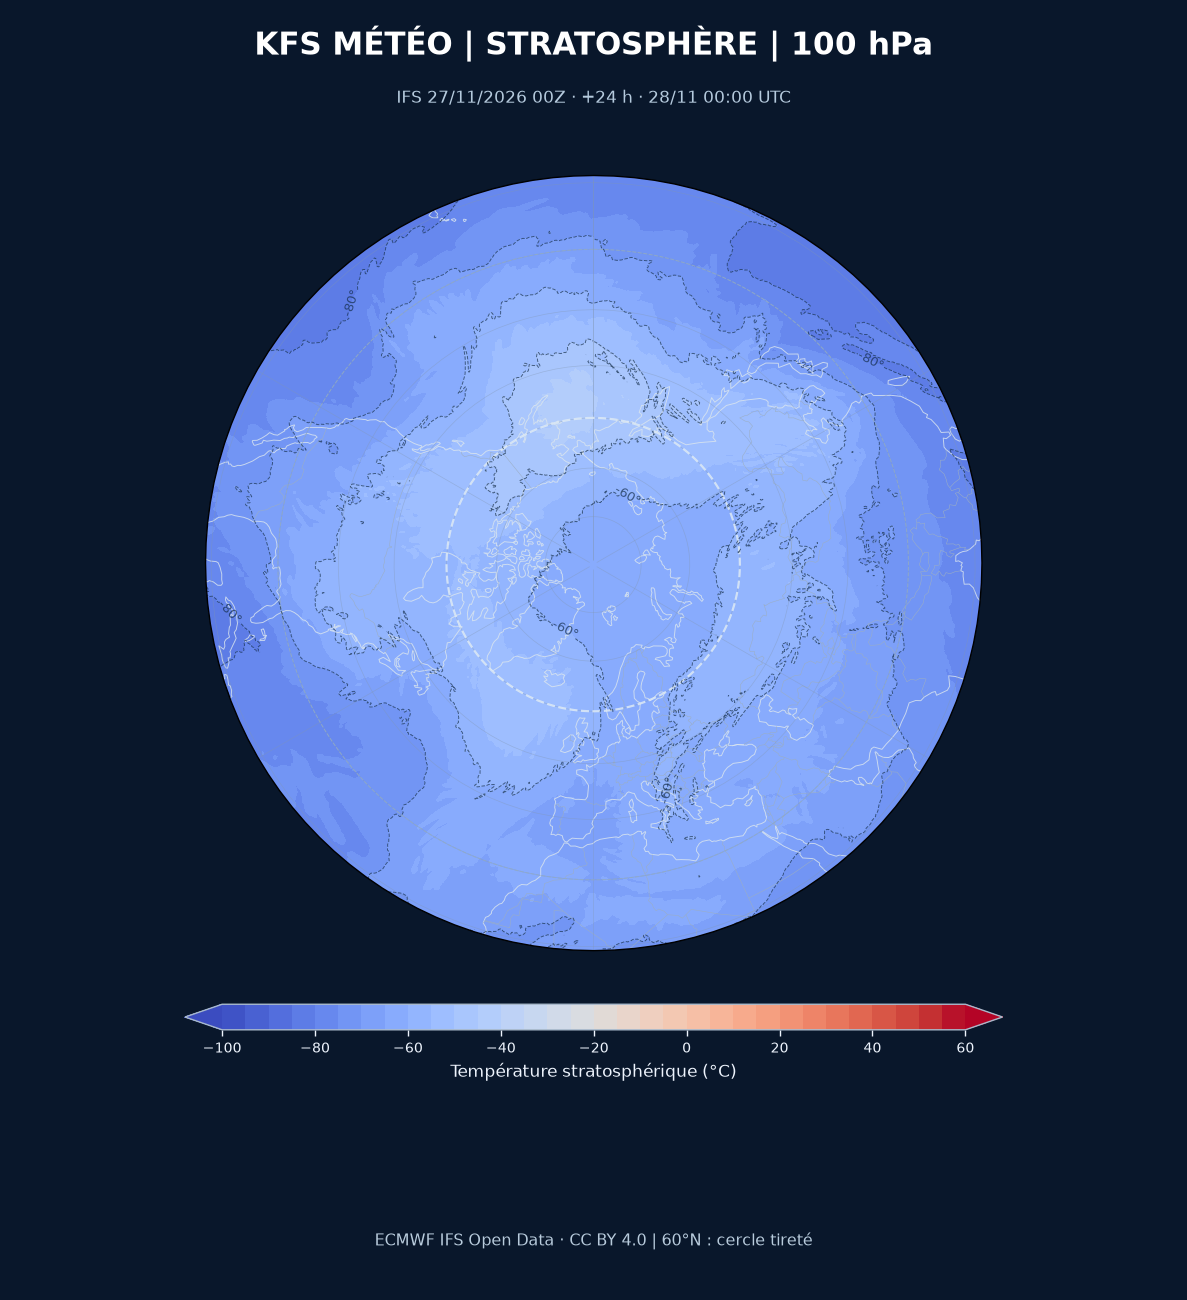 KFS MÉTÉO | STRATOSPHÈRE | 100 hPa
IFS 27/11/2026 00Z · +24 h · 28/11 00:00 UTC
80°
80°
-60°
80°
-60°
-60°
−100 −80 −60 −40 −20 0 20 40 60
Température stratosphérique (°C)
ECMWF IFS Open Data · CC BY 4.0 | 60°N : cercle tireté